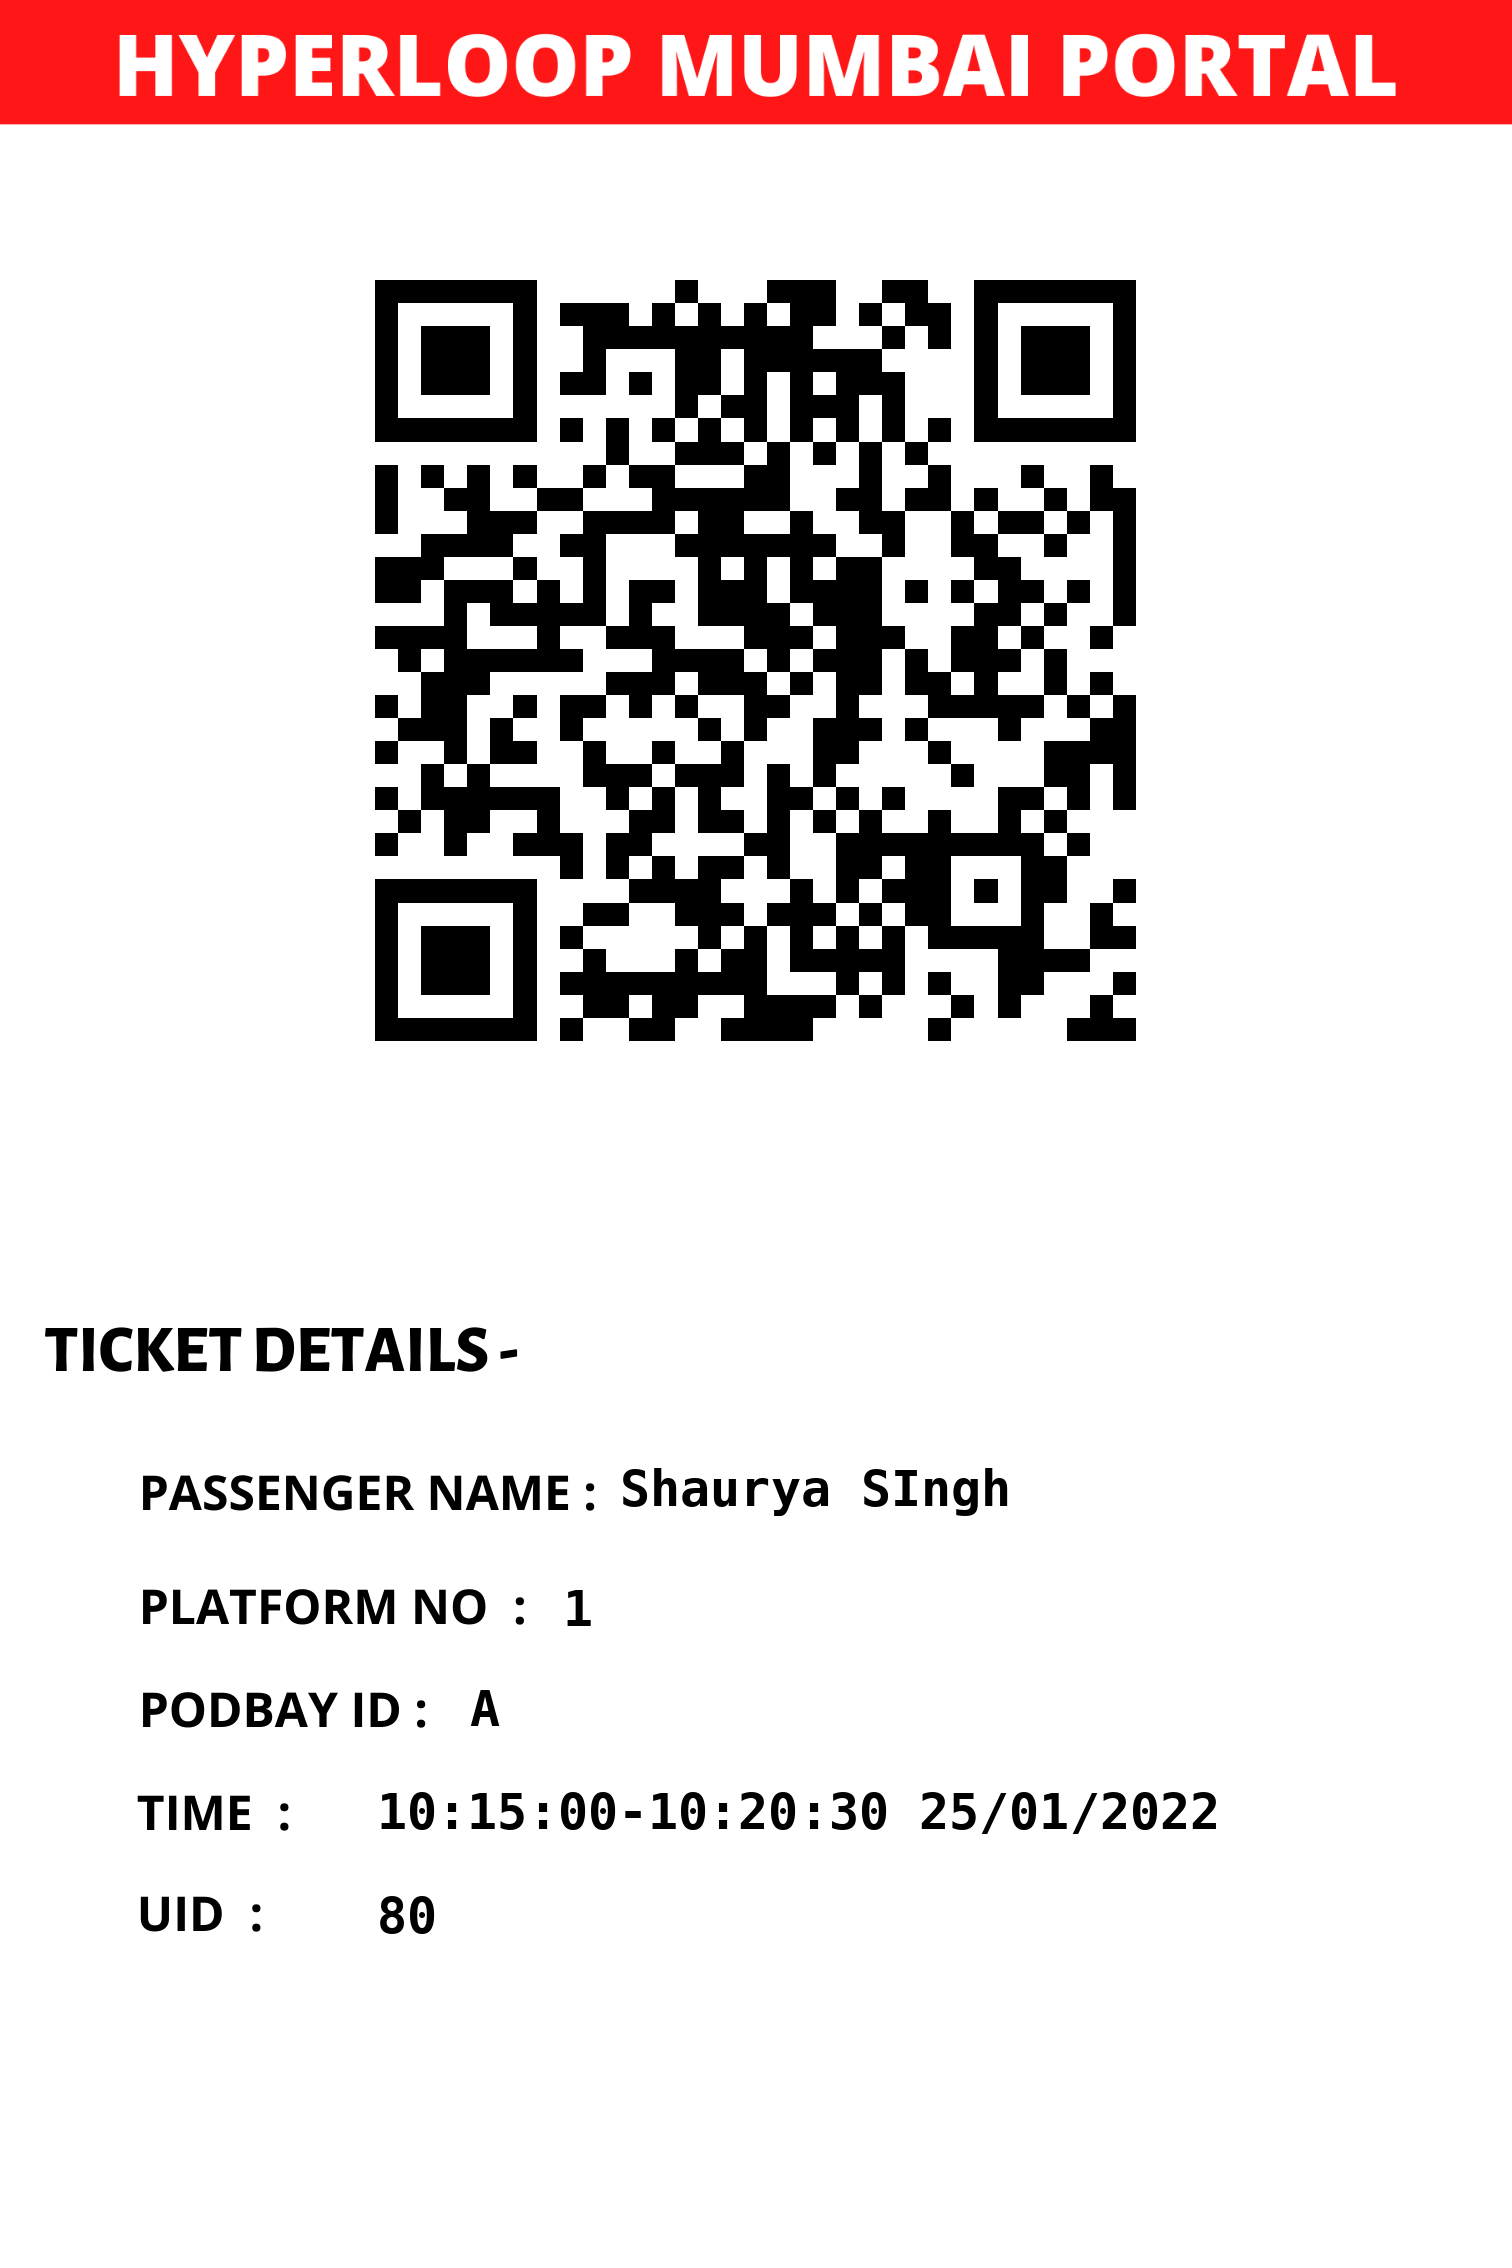 HYPERLOOP MUMBAI PORTAL
TICKET DETAILS -
PASSENGER NAME : Shaurya SIngh
PLATFORM NO : 1
PODBAY ID : A
TIME : 10:15:00-10:20:30 25/01/2022
UID : 80